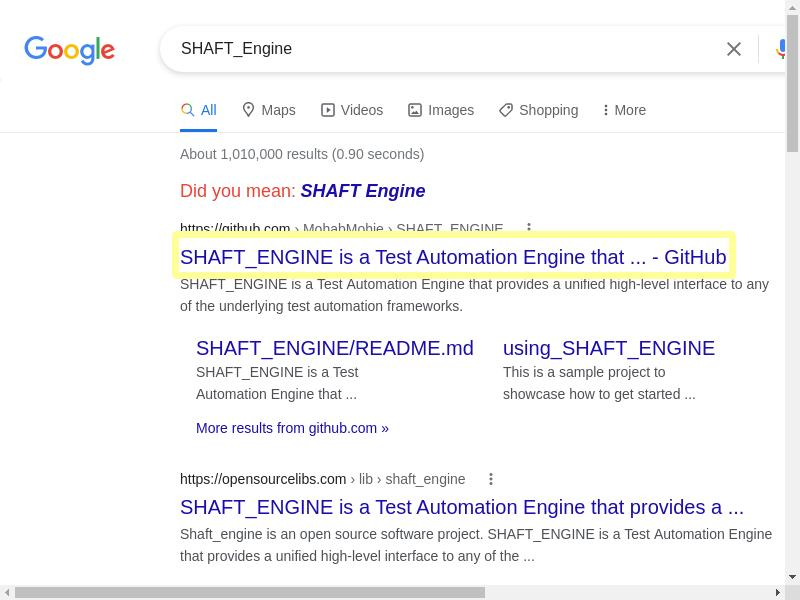 Google
SHAFT_Engine
All Maps Videos Images Shopping More
About 1,010,000 results (0.90 seconds)
Did you mean: SHAFT Engine
https://github.com › MohabMohie › SHAFT_ENGINE
SHAFT_ENGINE is a Test Automation Engine that ... - GitHub
SHAFT_ENGINE is a Test Automation Engine that provides a unified high-level interface to any
of the underlying test automation frameworks.
SHAFT_ENGINE/README.md
SHAFT_ENGINE is a Test
Automation Engine that ...
using_SHAFT_ENGINE
This is a sample project to
showcase how to get started ...
More results from github.com »
https://opensourcelibs.com › lib › shaft_engine
SHAFT_ENGINE is a Test Automation Engine that provides a ...
Shaft_engine is an open source software project. SHAFT_ENGINE is a Test Automation Engine
that provides a unified high-level interface to any of the ...